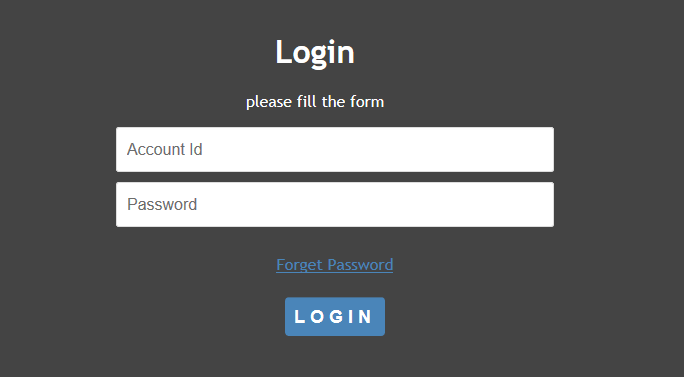 Login
please fill the form
Account Id
Password
Forget Password
LOGIN